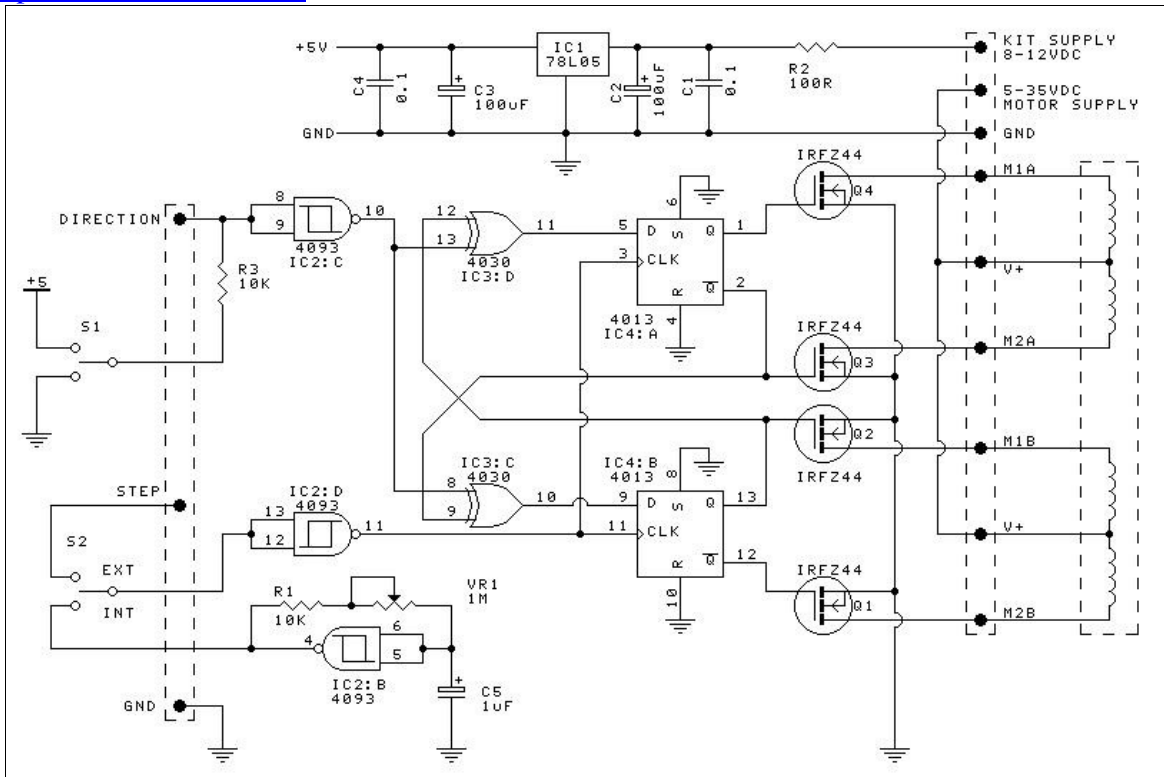 +5V
C4
0.1
C3
100uF
IC1
78L05
C2
100uF
C1
0.1
R2
100R
KIT SUPPLY
8-12VDC
5-35VDC
MOTOR SUPPLY
GND
GND
IRFZ44
Q4
M1A
DIRECTION
8
9
10
4093
IC2:C
12
13
11
4030
IC3:D
6
5
D
S
Q
1
3
CLK
R
Q
2
4
4013
IC4:A
V+
R3
10K
+5
S1
IRFZ44
Q3
M2A
Q2
IRFZ44
M1B
STEP
IC2:D
4093
13
12
11
IC3:C
4030
8
9
10
IC4:B
4013
8
9
D
S
Q
13
11
CLK
R
Q
12
10
V+
S2
EXT
INT
R1
10K
VR1
1M
4
6
5
IC2:B
4093
C5
1uF
IRFZ44
Q1
M2B
GND